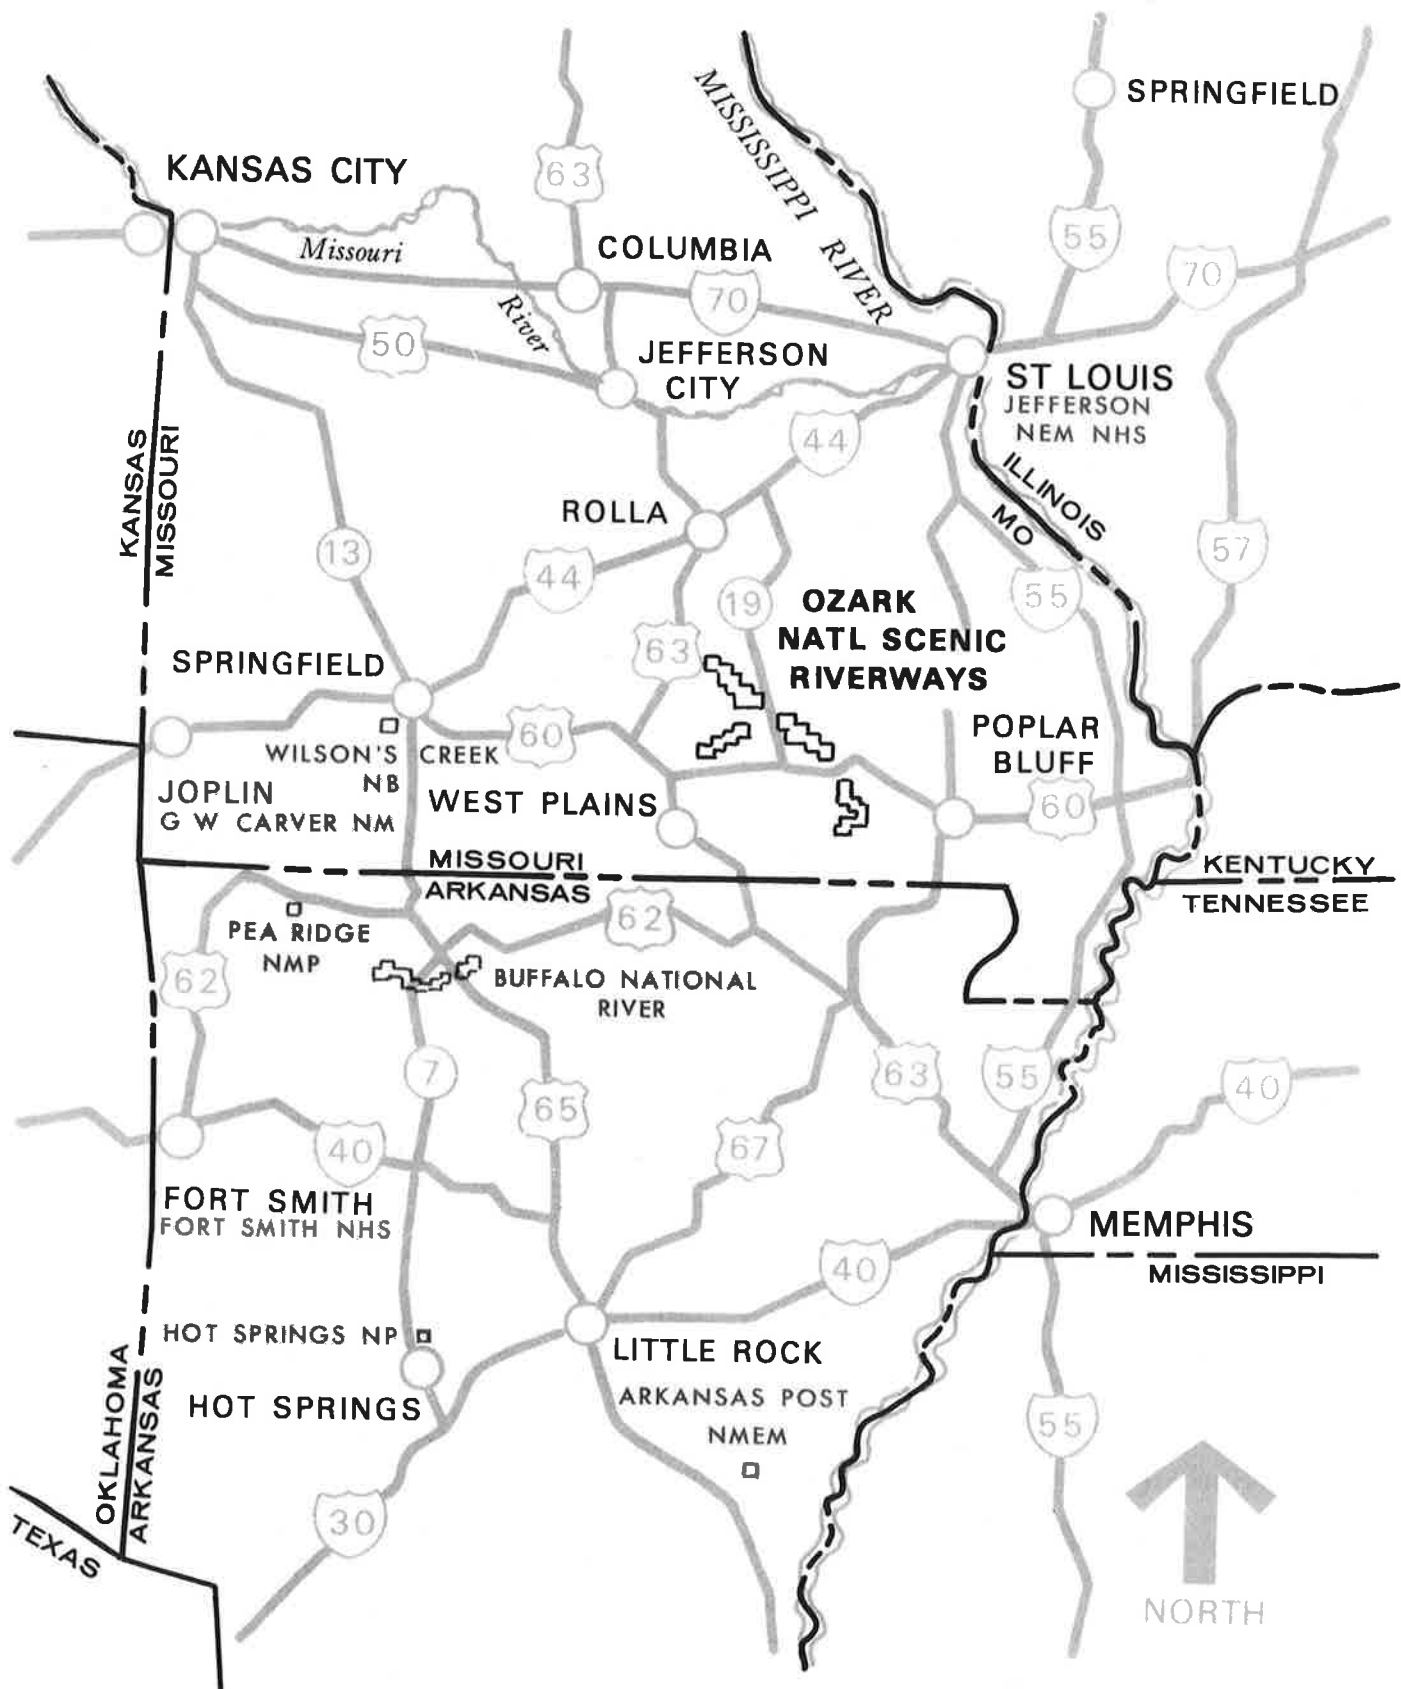 SPRINGFIELD
MISSISSIPPI RIVER
KANSAS CITY
63
Missouri
River
COLUMBIA
55
70
70
50
JEFFERSON
CITY
ST LOUIS
JEFFERSON
NEM NHS
44
KANSAS
MISSOURI
ILLINOIS
MO
ROLLA
13
44
19
57
55
OZARK
NATL SCENIC
RIVERWAYS
63
SPRINGFIELD
60
WILSON'S CREEK
NB
POPLAR
BLUFF
JOPLIN
G W CARVER NM
WEST PLAINS
60
MISSOURI
ARKANSAS
KENTUCKY
TENNESSEE
62
PEA RIDGE
NMP
62
BUFFALO NATIONAL
RIVER
7
63
55
40
65
67
40
FORT SMITH
FORT SMITH NHS
MEMPHIS
MISSISSIPPI
40
HOT SPRINGS NP
LITTLE ROCK
HOT SPRINGS
ARKANSAS POST
NMEM
OKLAHOMA
ARKANSAS
55
30
TEXAS
NORTH